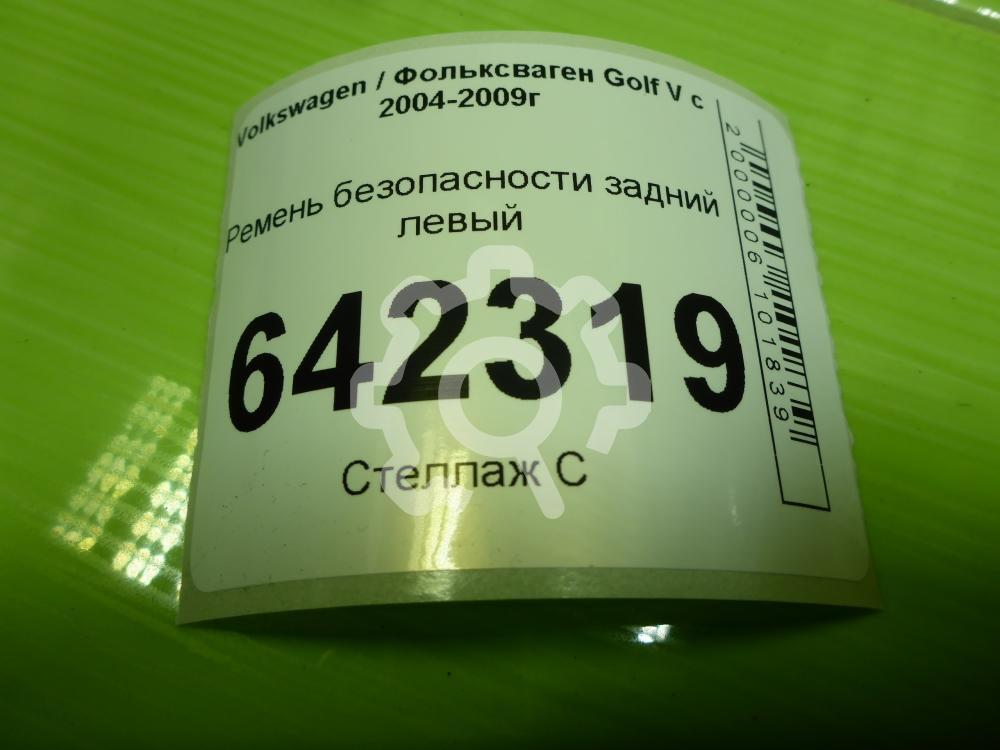 Volkswagen / Фольксваген Golf V с
2004-2009г
Ремень безопасности задний
левый
642319
Стеллаж С
2000006101839